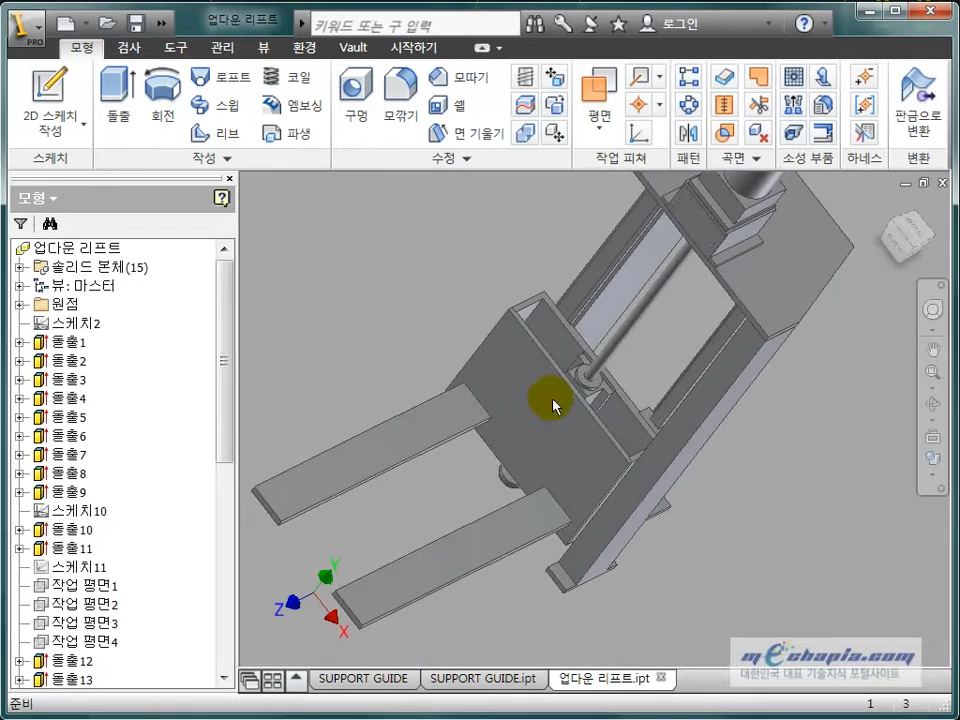 PRO
업다운 리프트
키워드 또는 구 입력
로그인
모형 검사 도구 관리 뷰 환경 Vault 시작하기
2D 스케치 작성
돌출
회전
로프트
스윕
리브
코일
엠보싱
파생
구멍
모깎기
모따기
셸
면 기울기
평면
판금으로 변환
스케치 작성 수정 작업 피쳐 패턴 곡면 소성 부품 하네스 변환
모형
업다운 리프트
솔리드 본체(15)
뷰: 마스터
원점
스케치2
돌출1
돌출2
돌출3
돌출4
돌출5
돌출6
돌출7
돌출8
돌출9
스케치10
돌출10
돌출11
스케치11
작업 평면1
작업 평면2
작업 평면3
작업 평면4
돌출12
돌출13
Y
Z
X
mechapia.com
대한민국 대표 기술지식 포털사이트
SUPPORT GUIDE SUPPORT GUIDE.ipt 업다운 리프트.ipt
준비 1 3